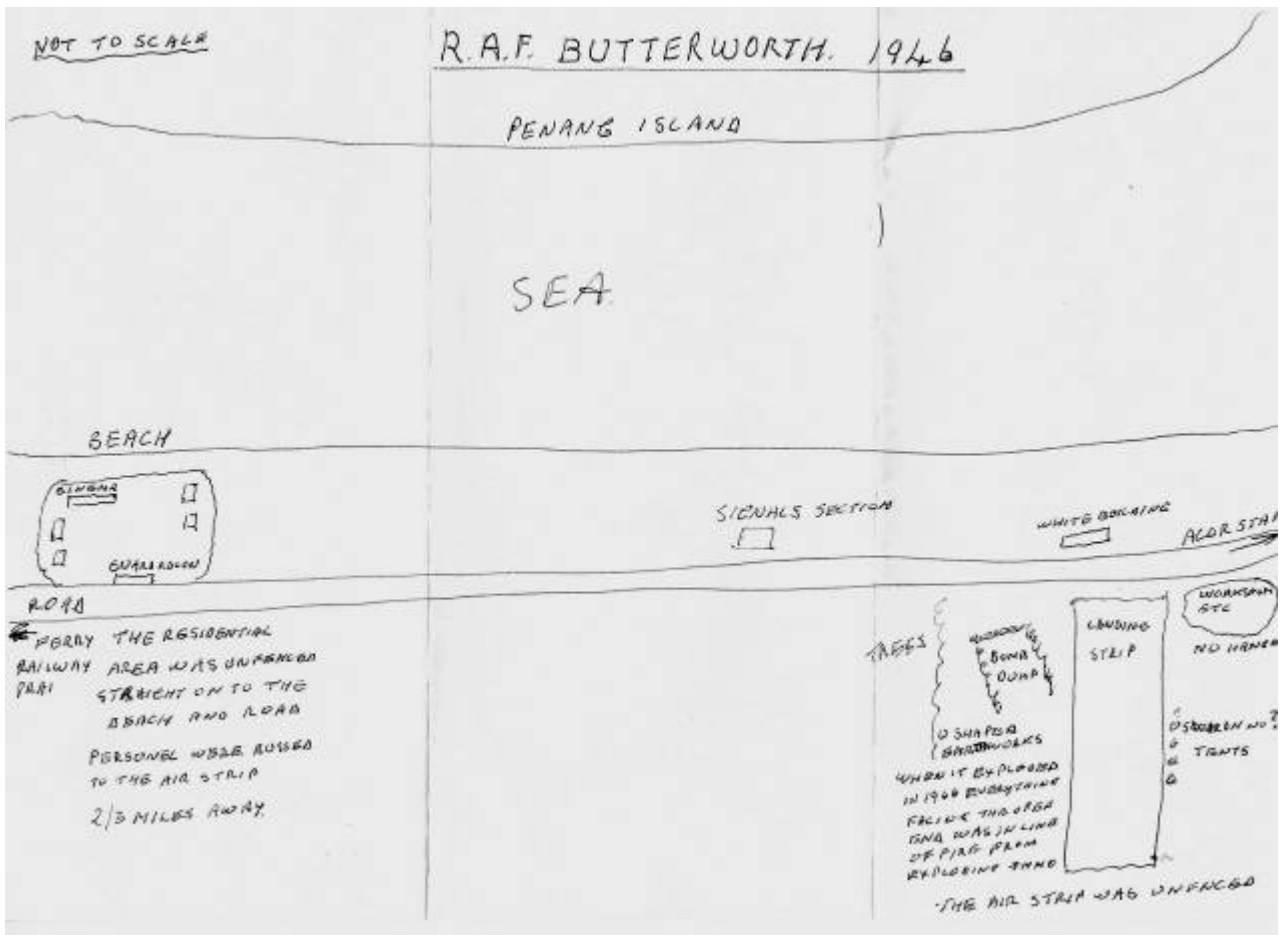 NOT TO SCALE
R.A.F. BUTTERWORTH. 1946
PENANG ISLAND
SEA
BEACH
SIGNALS SECTION
WHITE BUILDING
ALOR STAR
GUARDROOM
ROAD
FERRY
RAILWAY
PRAI
THE RESIDENTIAL
AREA WAS UNFENCED
STRAIGHT ON TO THE
BEACH AND ROAD
PERSONEL WERE BUSSED
TO THE AIR STRIP
2/3 MILES AWAY.
TREES
BOMB
DUMP
U SHAPED
EARTHWORKS
WHEN IT EXPLODED
IN 1946 EVERYTHING
FACING THE OPEN
END WAS IN LINE
OF FIRE FROM
EXPLODING AMMO
LANDING
STRIP
WORKSHOP
ETC
NO HANGE
TENTS
THE AIR STRIP WAS UNFENCED